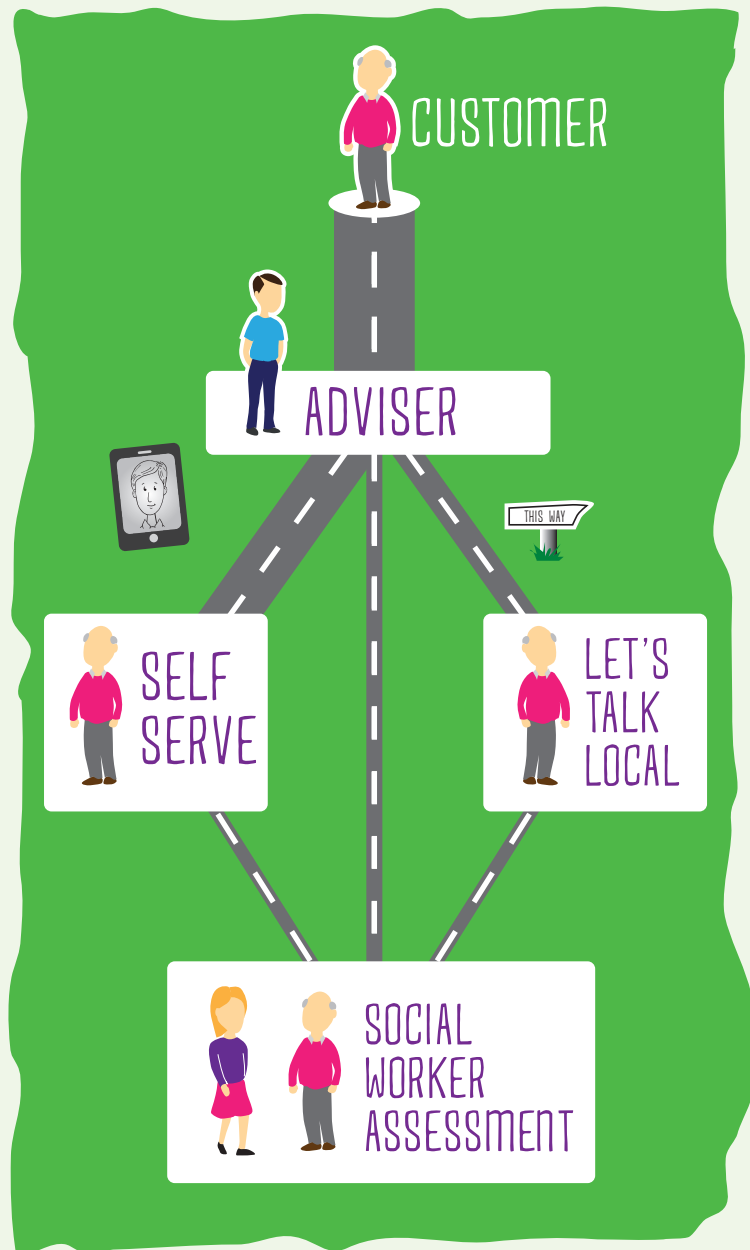 CUSTOMER
ADVISER
THIS WAY
SELF
SERVE
LET'S
TALK
LOCAL
SOCIAL
WORKER
ASSESSMENT